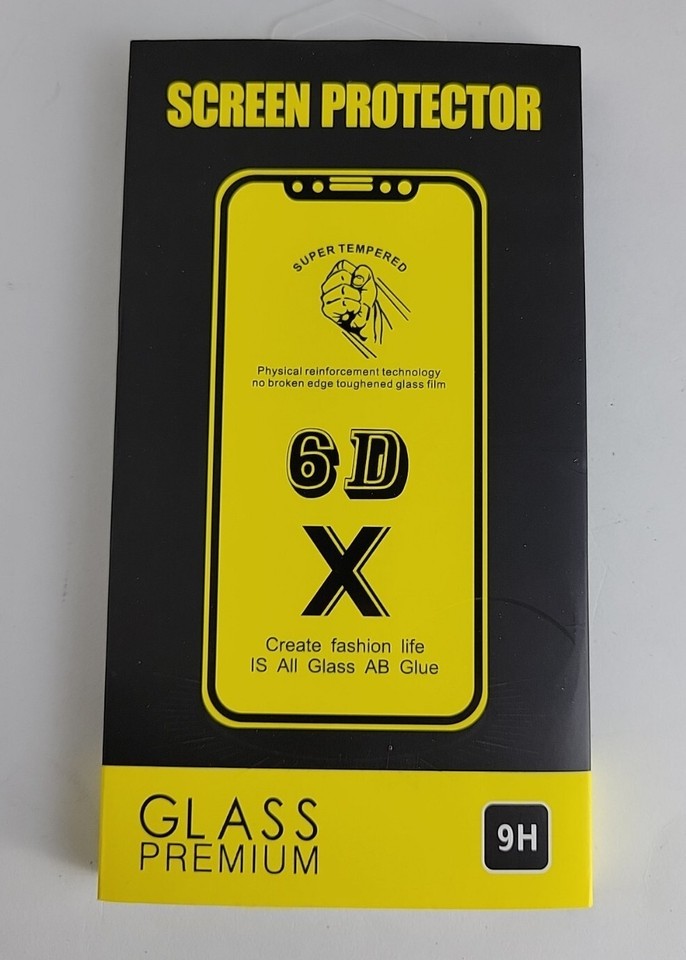 SCREEN PROTECTOR
SUPER TEMPERED
Physical reinforcement technology
no broken edge toughened glass film
6D
X
Create fashion life
IS All Glass AB Glue
GLASS
PREMIUM
9H